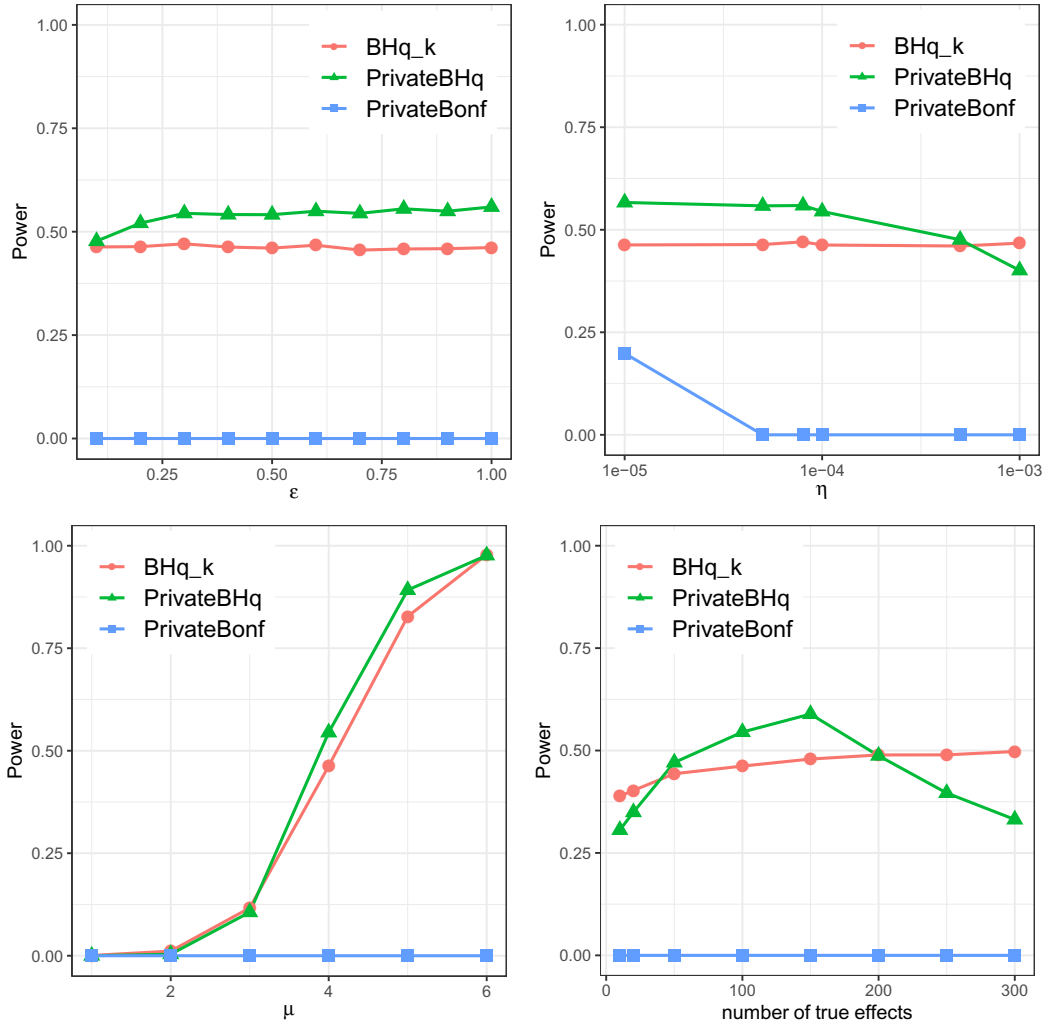 1.00
0.75
0.50
0.25
0.00
Power
BHq_k
PrivateBHq
PrivateBonf
0.25
0.50
0.75
1.00
ε
1.00
0.75
0.50
0.25
0.00
Power
BHq_k
PrivateBHq
PrivateBonf
1e-05
1e-04
1e-03
η
1.00
0.75
0.50
0.25
0.00
Power
BHq_k
PrivateBHq
PrivateBonf
2
4
6
μ
1.00
0.75
0.50
0.25
0.00
Power
BHq_k
PrivateBHq
PrivateBonf
0
100
200
300
number of true effects